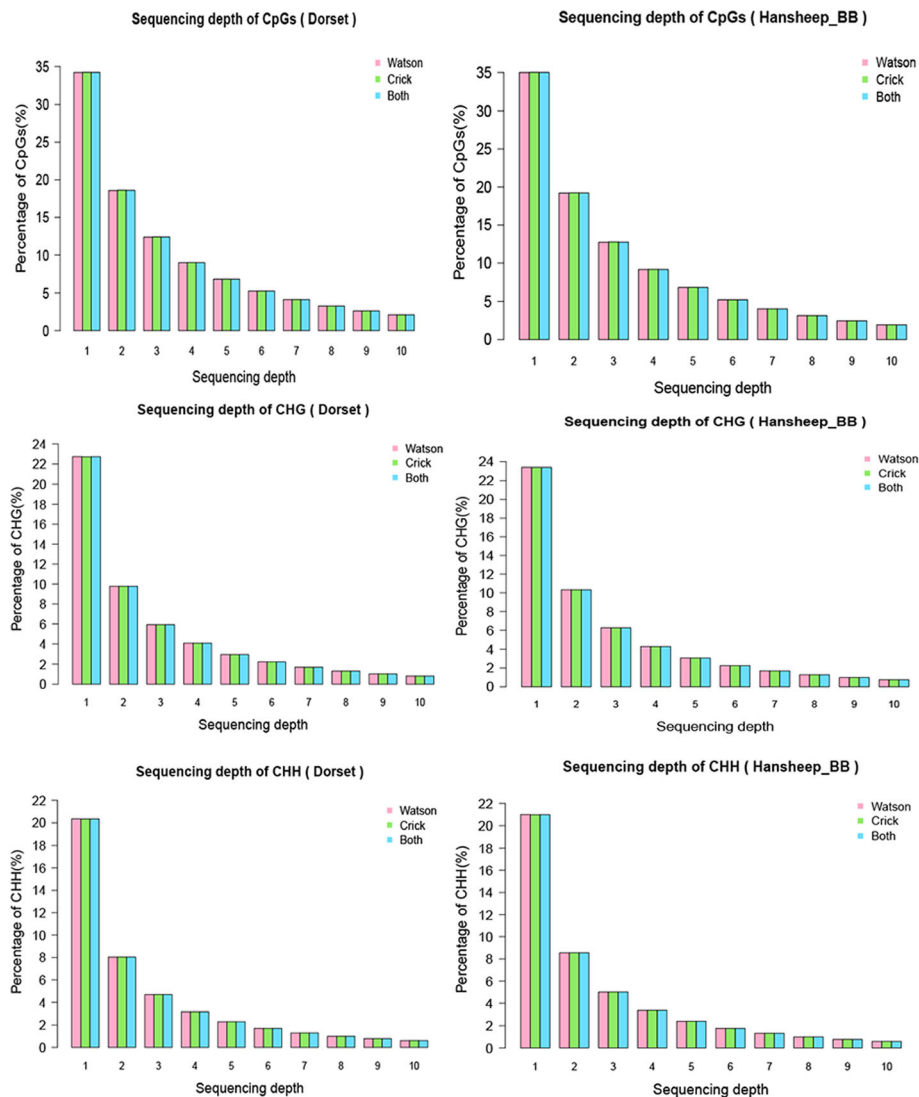 Sequencing depth of CpGs ( Dorset )
Watson
Crick
Both
Percentage of CpGs(%)
35
30
25
20
15
10
5
0
1 2 3 4 5 6 7 8 9 10
Sequencing depth
Sequencing depth of CpGs ( Hansheep_BB )
Watson
Crick
Both
Percentage of CpGs(%)
35
30
25
20
15
10
5
0
1 2 3 4 5 6 7 8 9 10
Sequencing depth
Sequencing depth of CHG ( Dorset )
Watson
Crick
Both
Percentage of CHG(%)
24
22
20
18
16
14
12
10
8
6
4
2
0
1 2 3 4 5 6 7 8 9 10
Sequencing depth
Sequencing depth of CHG ( Hansheep_BB )
Watson
Crick
Both
Percentage of CHG(%)
24
22
20
18
16
14
12
10
8
6
4
2
0
1 2 3 4 5 6 7 8 9 10
Sequencing depth
Sequencing depth of CHH ( Dorset )
Watson
Crick
Both
Percentage of CHH(%)
22
20
18
16
14
12
10
8
6
4
2
0
1 2 3 4 5 6 7 8 9 10
Sequencing depth
Sequencing depth of CHH ( Hansheep_BB )
Watson
Crick
Both
Percentage of CHH(%)
22
20
18
16
14
12
10
8
6
4
2
0
1 2 3 4 5 6 7 8 9 10
Sequencing depth